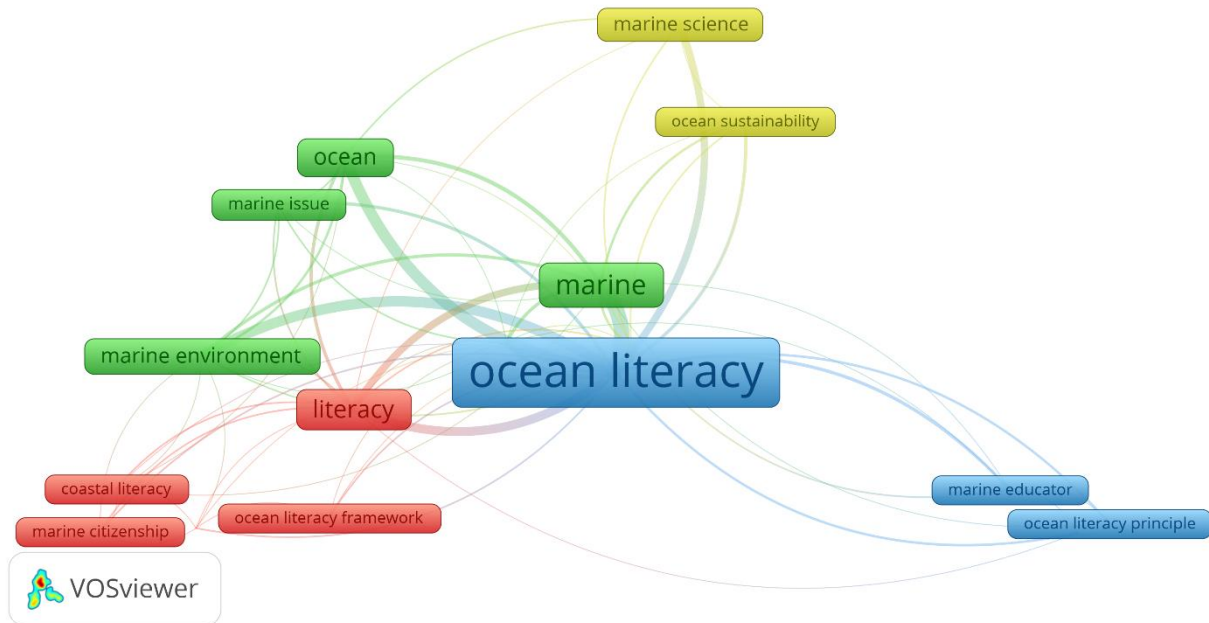 marine science
ocean sustainability
ocean
marine issue
marine
marine environment
ocean literacy
literacy
coastal literacy
marine educator
ocean literacy framework
ocean literacy principle
marine citizenship
VOSviewer